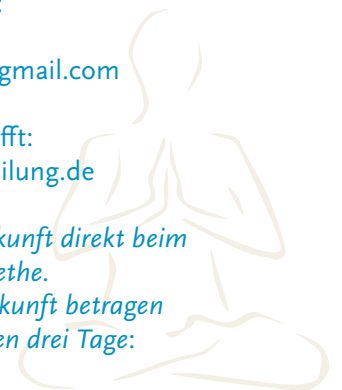 :
gmail.com
fft:
ilung.de
kunft direkt beim
ethe.
kunft betragen
en drei Tage: